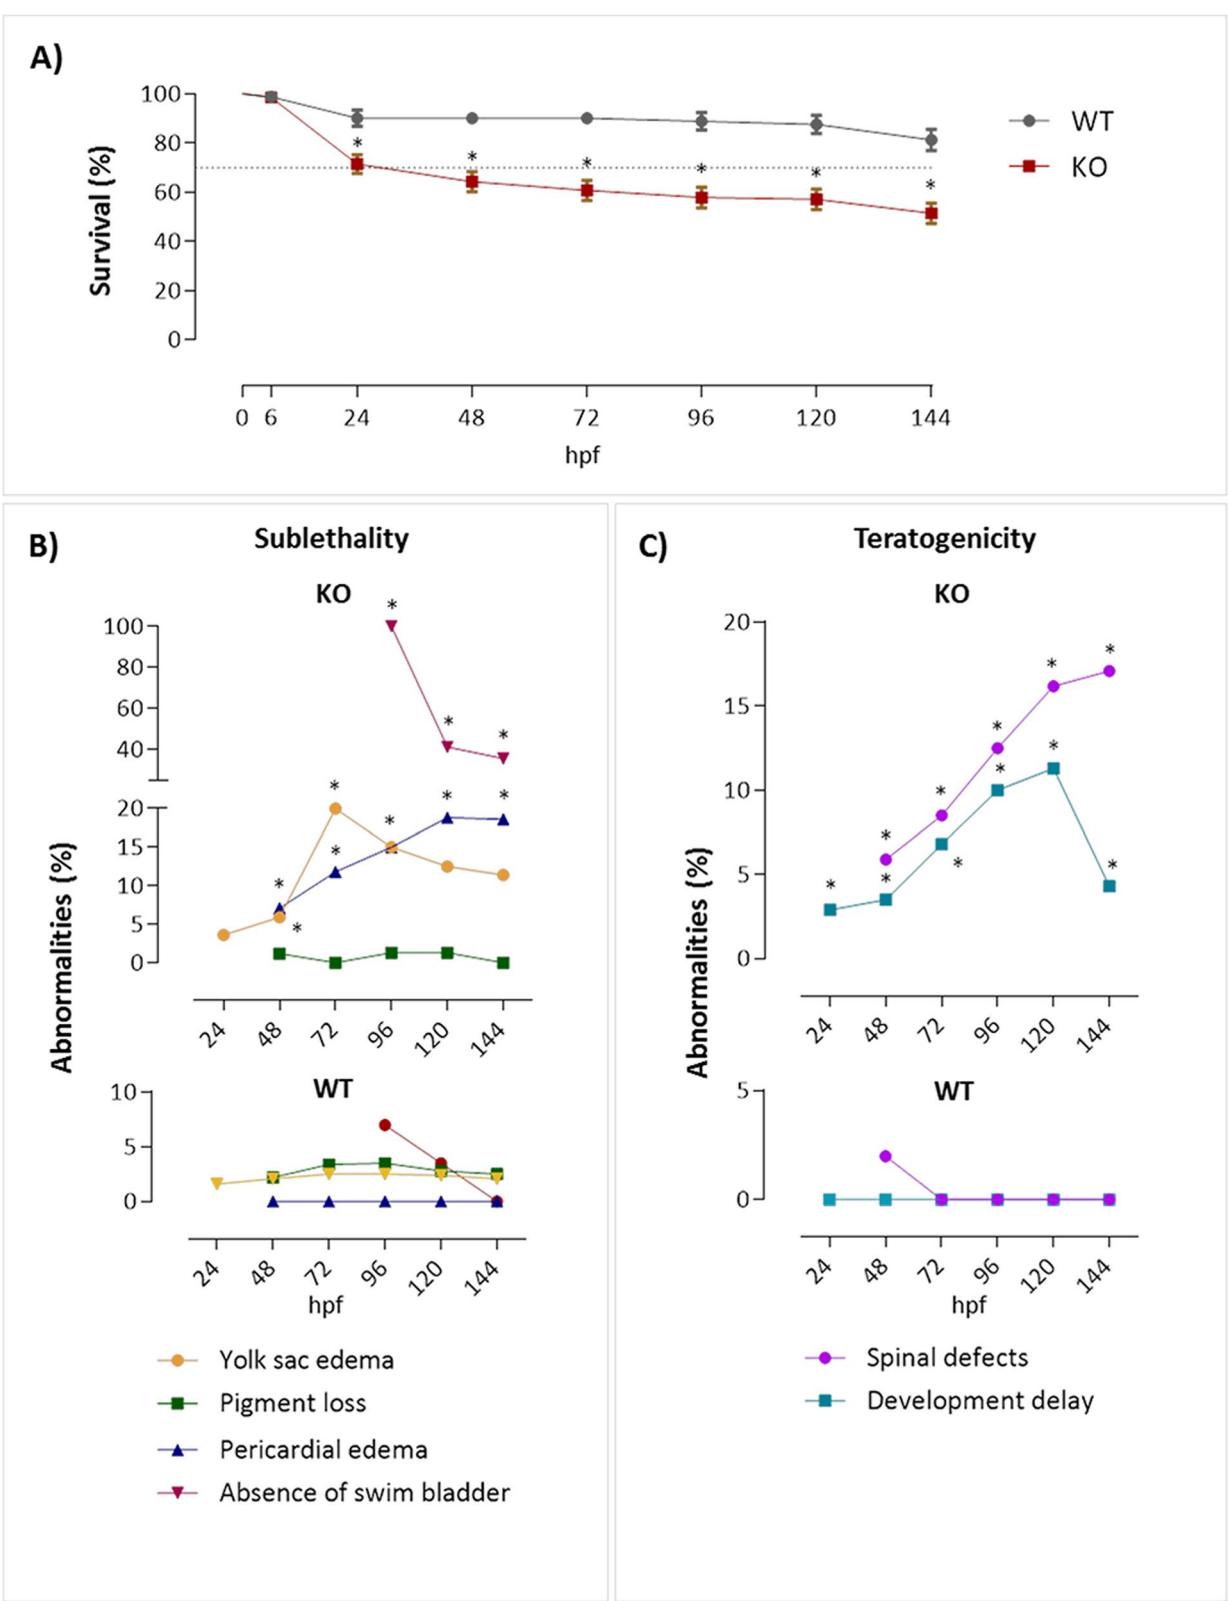 A)
Survival (%)
100
80
60
40
20
0
*
*
*
*
*
*
WT
KO
0 6 24 48 72 96 120 144
hpf
B)
Sublethality
KO
Abnormalities (%)
100
80
60
40
20
15
10
5
0
*
*
*
*
*
*
*
*
*
*
24 48 72 96 120 144
WT
10
5
0
24 48 72 96 120 144
hpf
Yolk sac edema
Pigment loss
Pericardial edema
Absence of swim bladder
C)
Teratogenicity
KO
Abnormalities (%)
20
15
10
5
0
*
*
*
*
*
*
*
*
*
*
*
24 48 72 96 120 144
WT
5
0
24 48 72 96 120 144
hpf
Spinal defects
Development delay